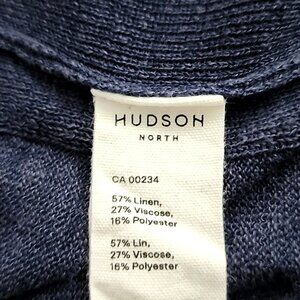 HUDSON
NORTH
CA 00234
57% Linen,
27% Viscose,
16% Polyester
57% Lin,
27% Viscose,
16% Polyester